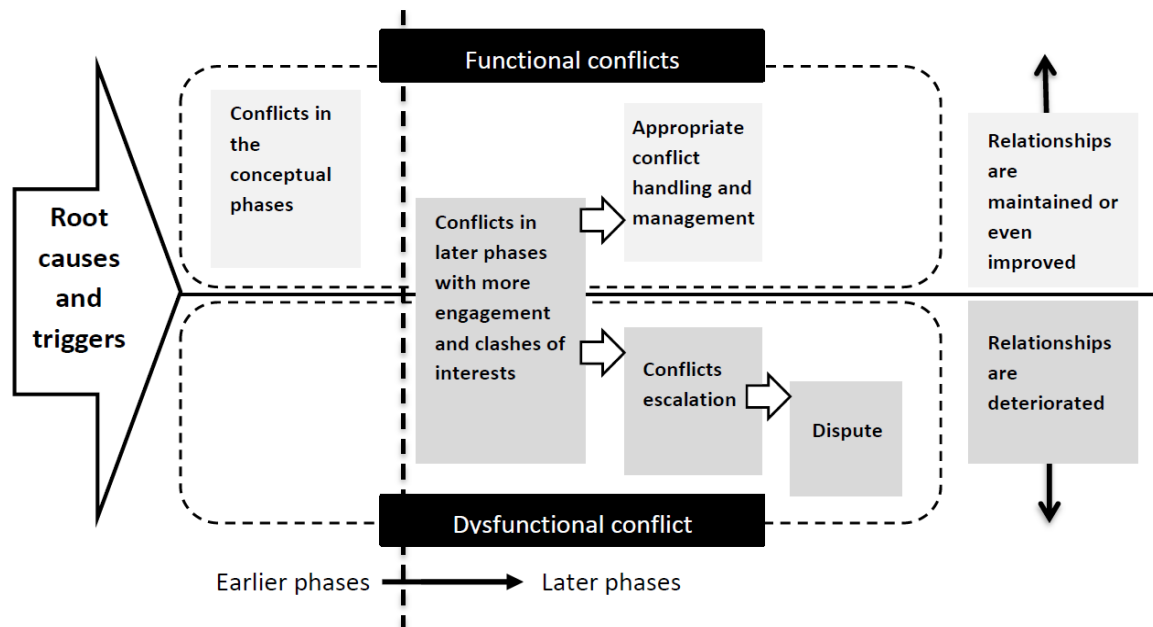 Functional conflicts
Root
causes
and
triggers
Conflicts in
the
conceptual
phases
Conflicts in
later phases
with more
engagement
and clashes of
interests
Appropriate
conflict
handling and
management
Relationships
are
maintained or
even
improved
Conflicts
escalation
Dispute
Relationships
are
deteriorated
Dysfunctional conflict
Earlier phases
Later phases